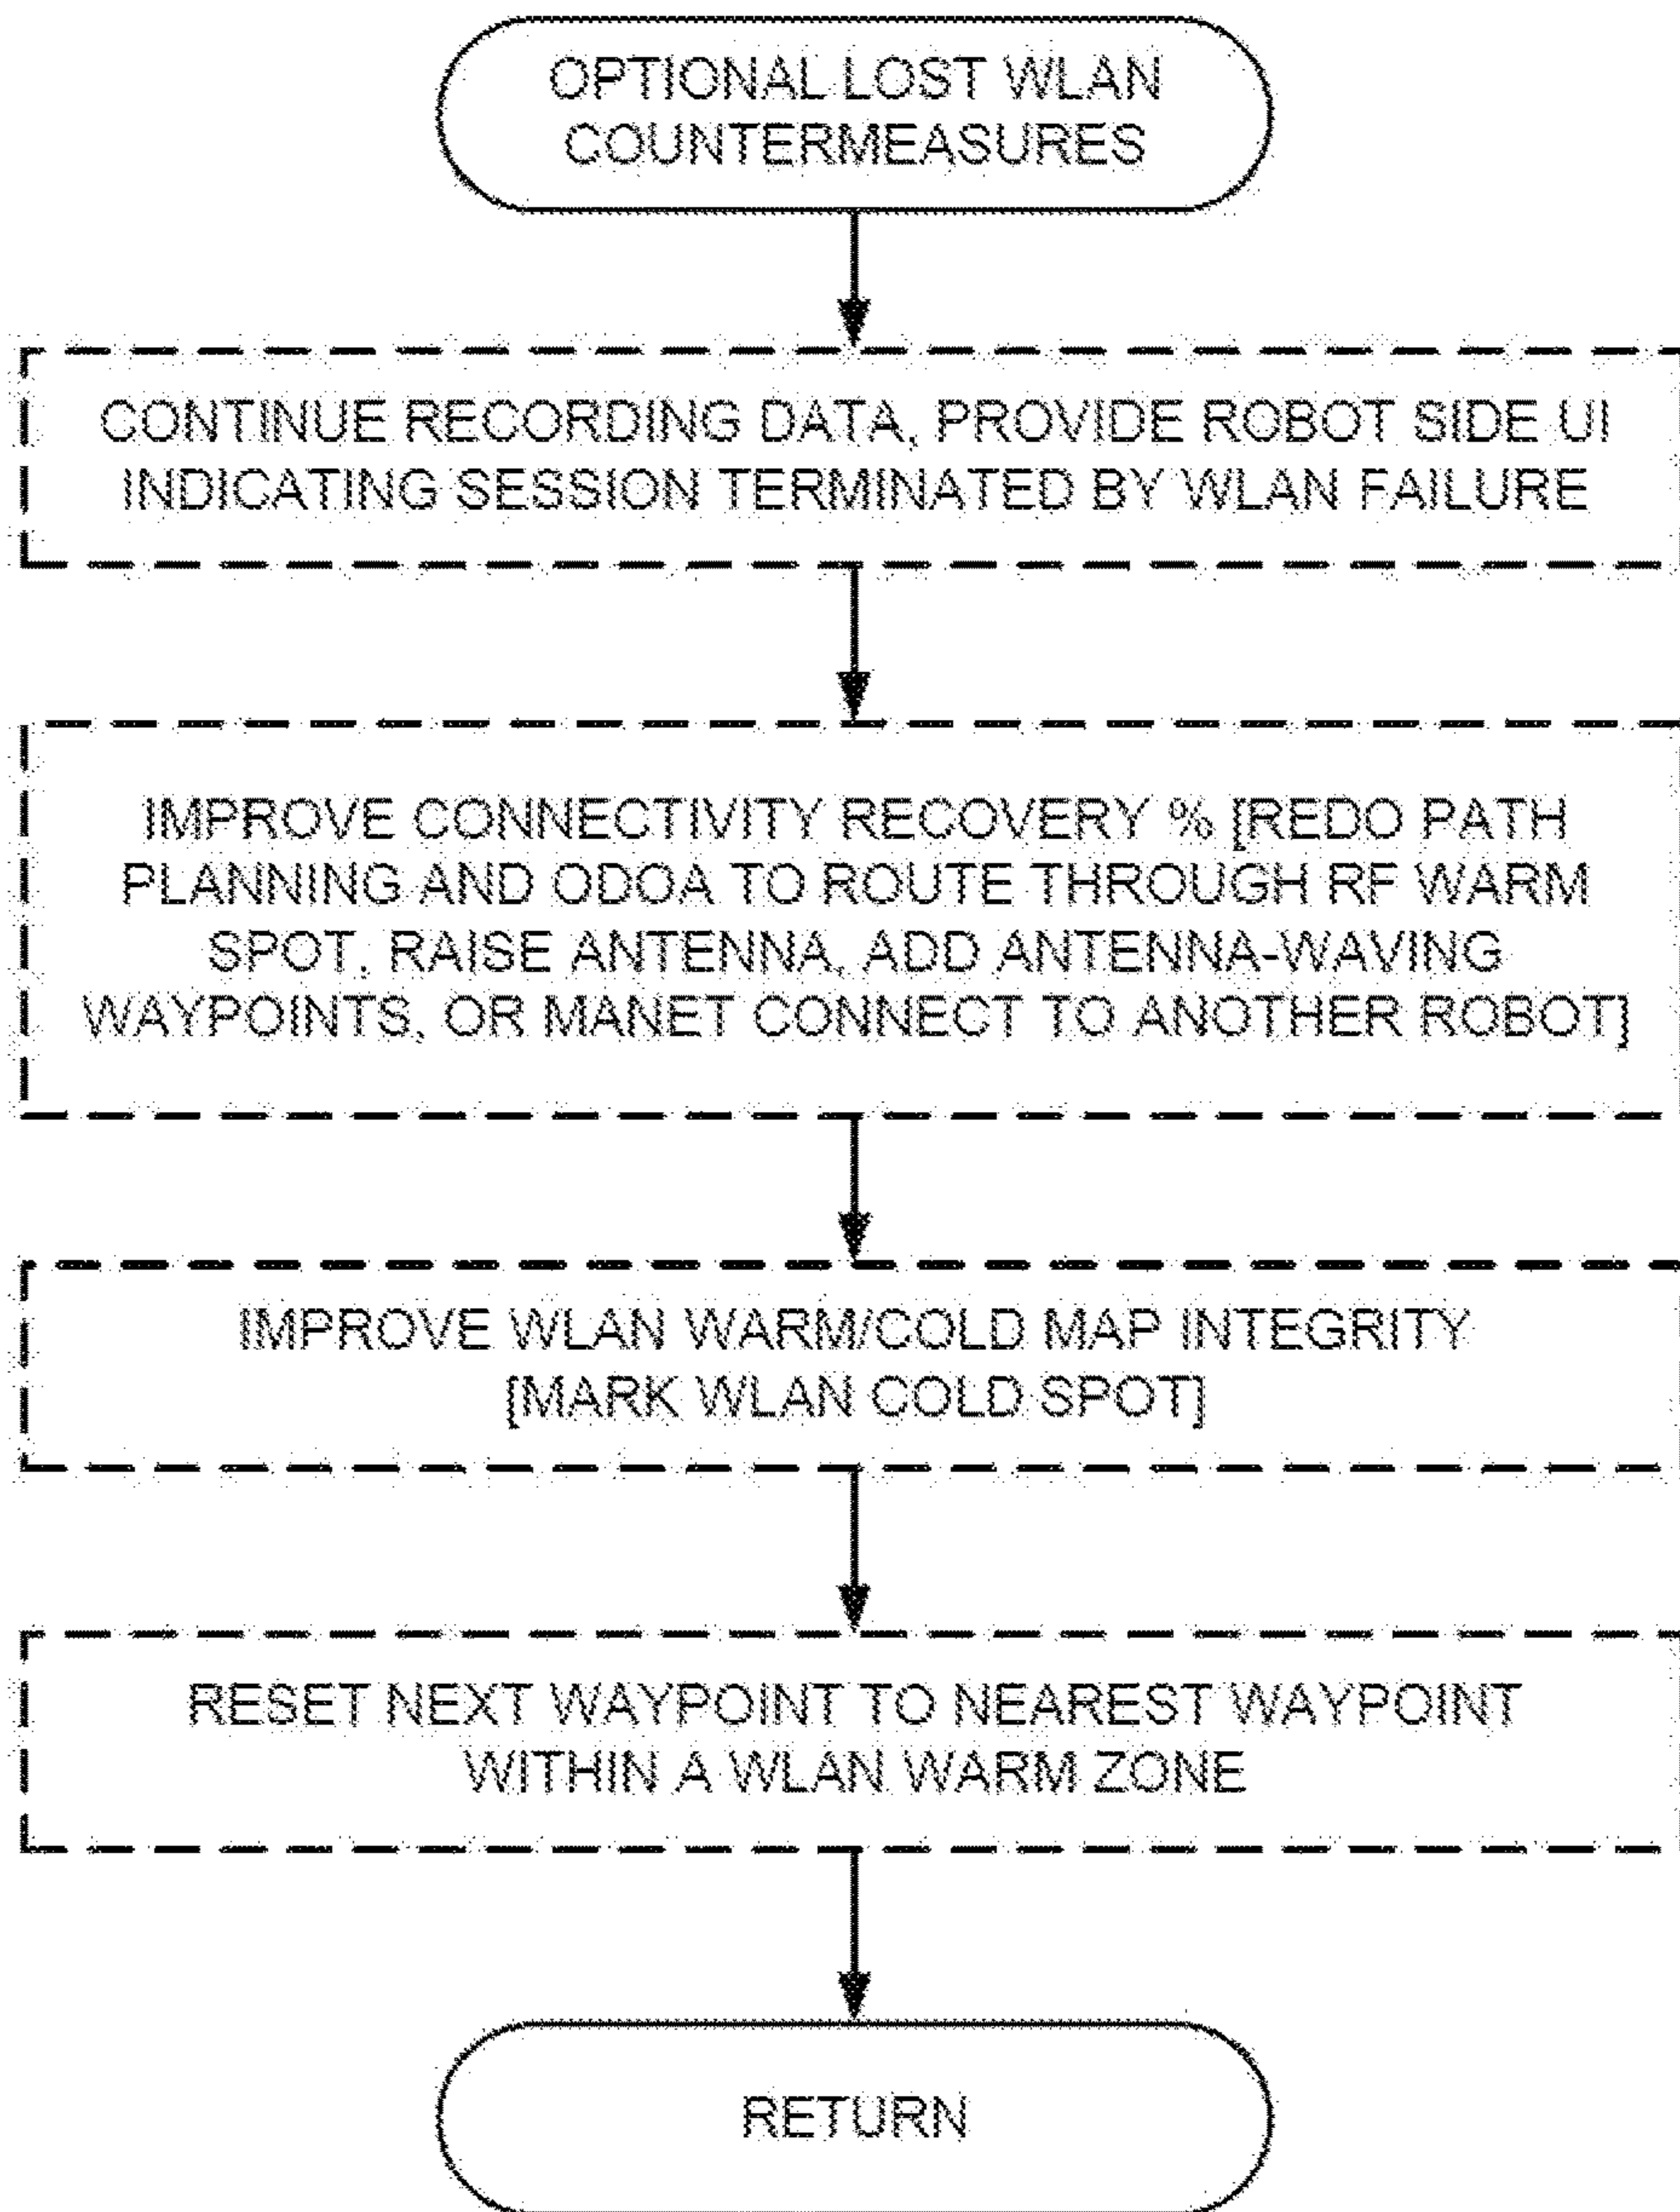 OPTIONAL LOST WLAN
COUNTERMEASURES
CONTINUE RECORDING DATA, PROVIDE ROBOT SIDE UI
INDICATING SESSION TERMINATED BY WLAN FAILURE
IMPROVE CONNECTIVITY RECOVERY % [REDO PATH
PLANNING AND ODOA TO ROUTE THROUGH RF WARM
SPOT, RAISE ANTENNA, ADD ANTENNA-WAVING
WAYPOINTS, OR MANET CONNECT TO ANOTHER ROBOT]
IMPROVE WLAN WARM/COLD MAP INTEGRITY
[MARK WLAN COLD SPOT]
RESET NEXT WAYPOINT TO NEAREST WAYPOINT
WITHIN A WLAN WARM ZONE
RETURN